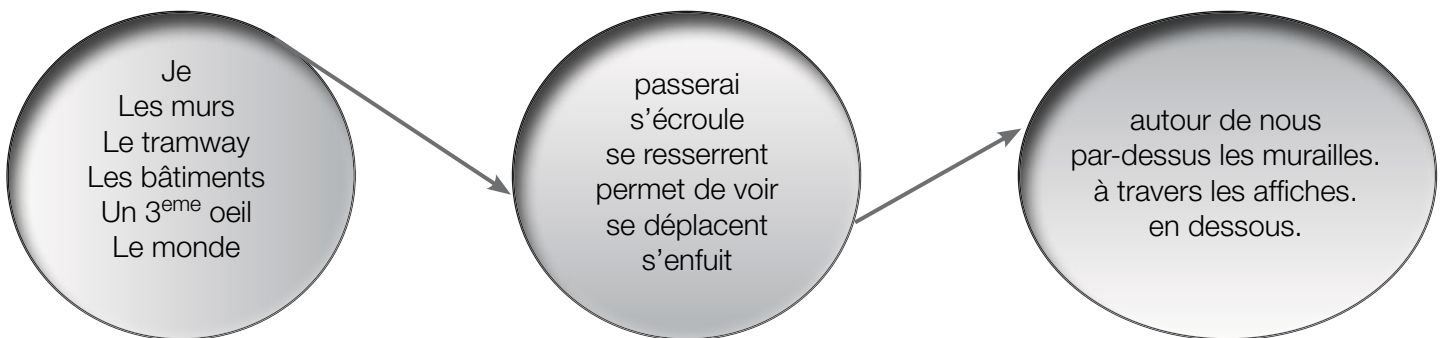 Je
Les murs
Le tramway
Les bâtiments
Un 3eme oeil
Le monde
passerai
s’écroule
se resserrent
permet de voir
se déplacent
s’enfuit
autour de nous
par-dessus les murailles.
à travers les affiches.
en dessous.